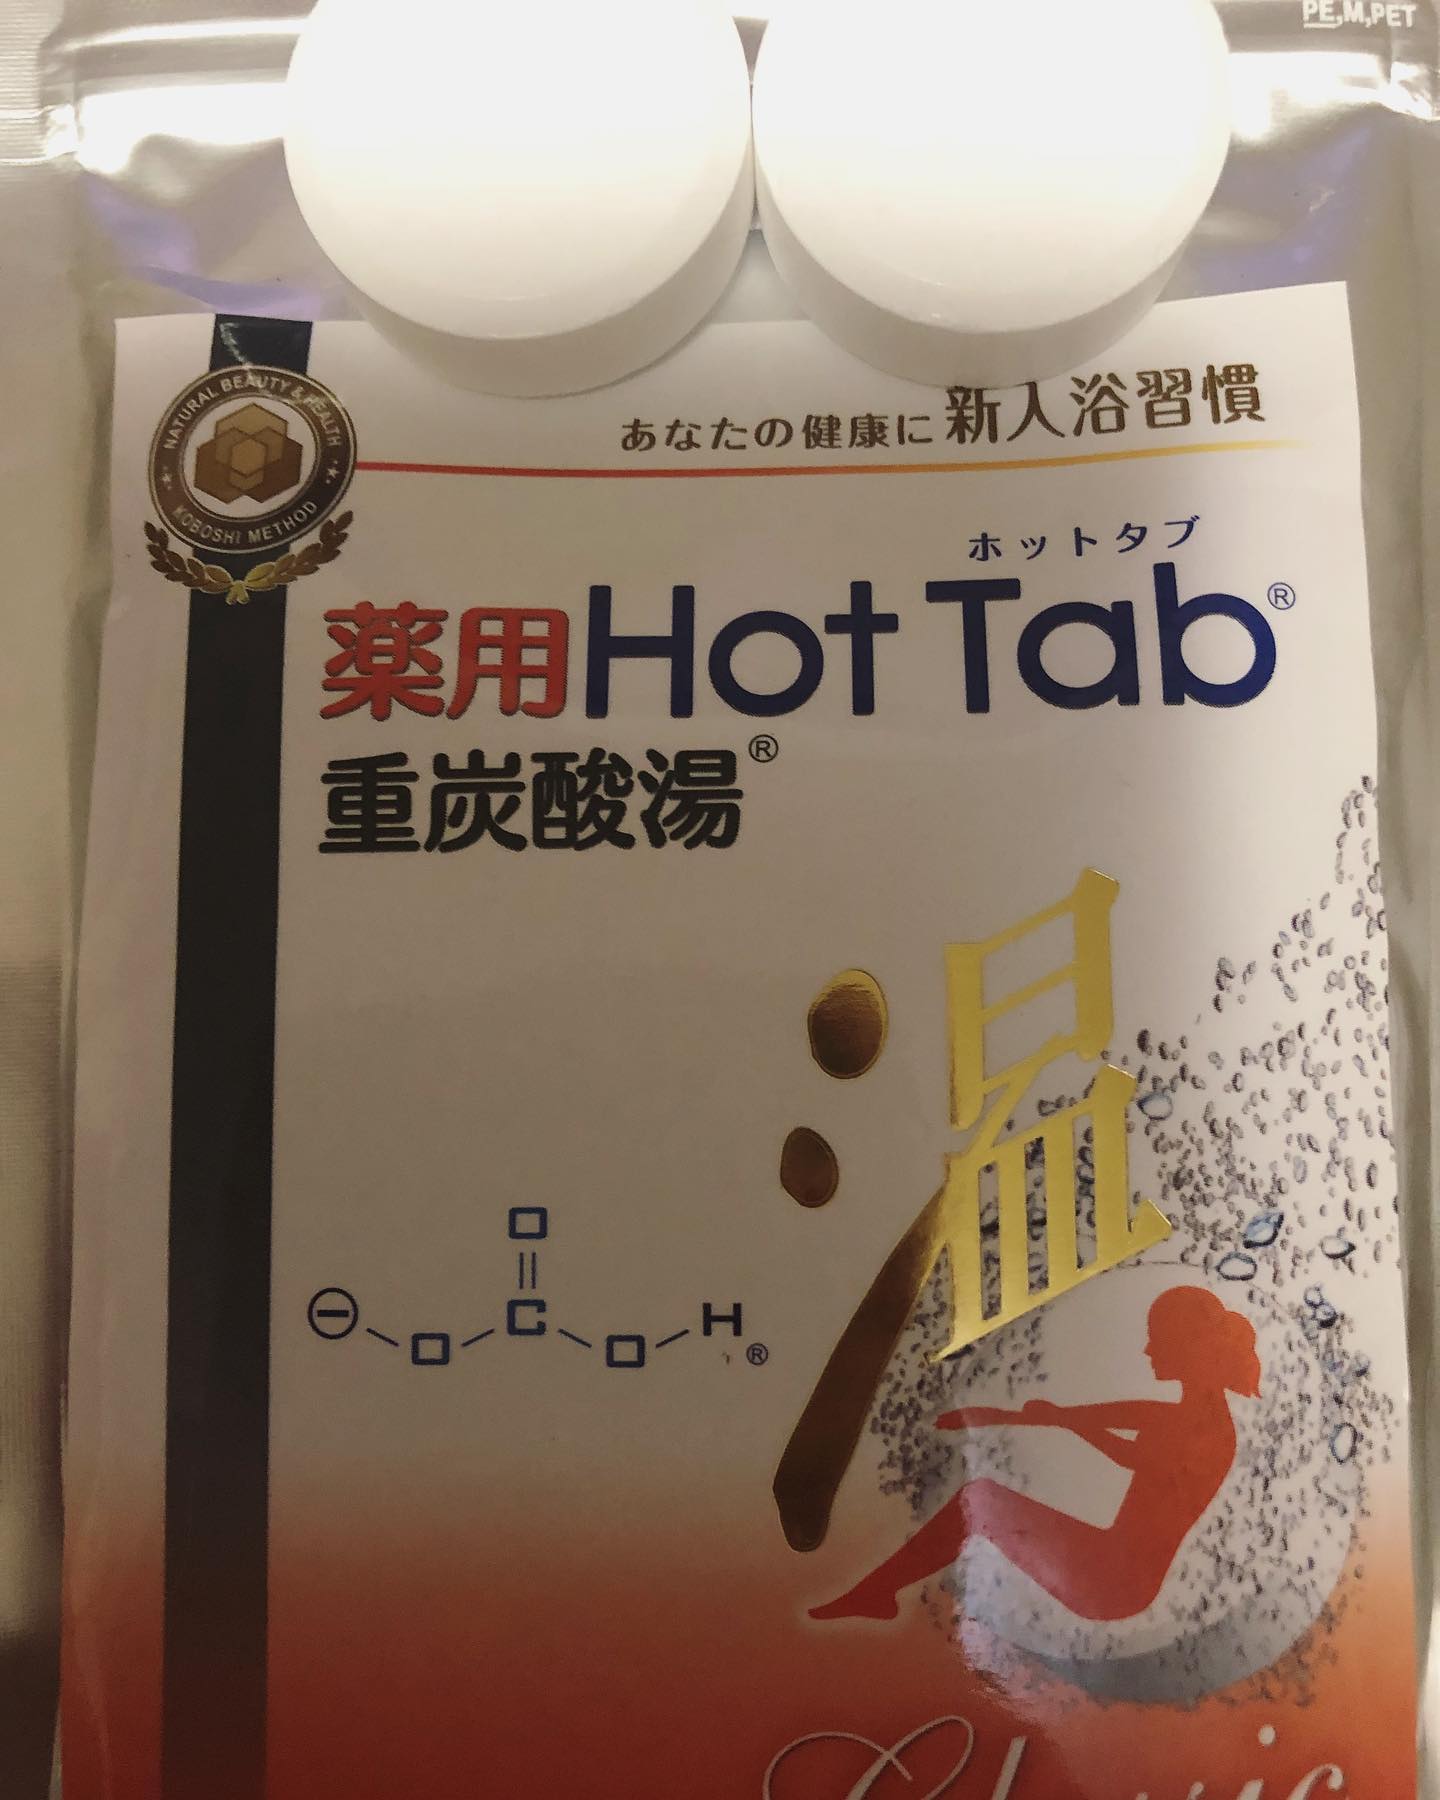 PE,M,PET
NATURAL BEAUTY & HEALTH
KOBOSHI METHOD
あなたの健康に 新入浴習慣
ホットタブ
薬用Hot Tab®
重炭酸湯®
温
O
⊖ O C O H ®
Classic